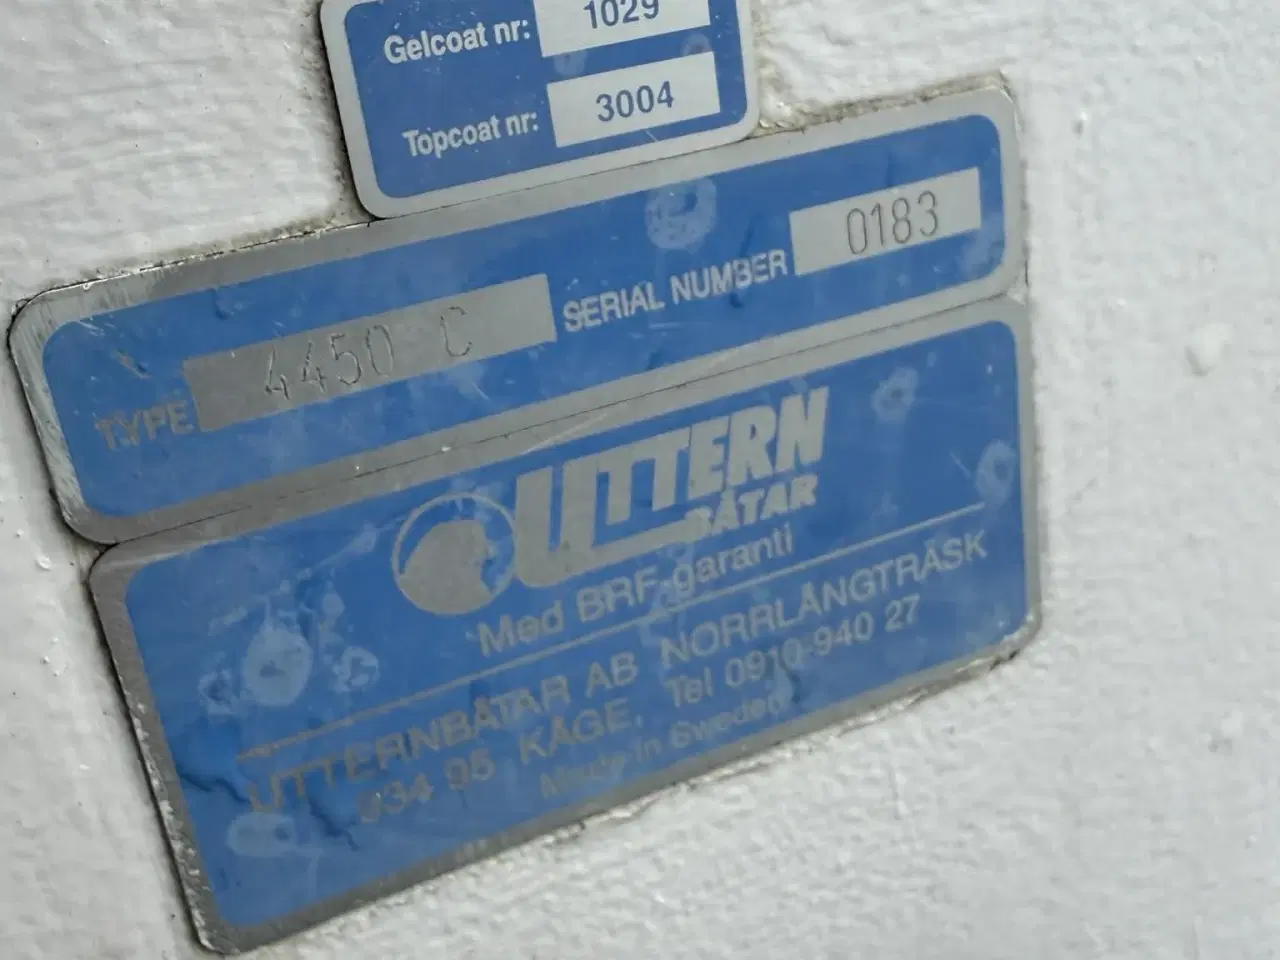 Gelcoat nr: 1029
Topcoat nr: 3004
TYPE 4450 C SERIAL NUMBER 0183
UTTERN
BÅTAR
Med BRF-garanti
UTTERNBÅTAR AB NORRLÅNGTRÄSK
934 95 KÅGE, Tel 0910-940 27
Made in Sweden